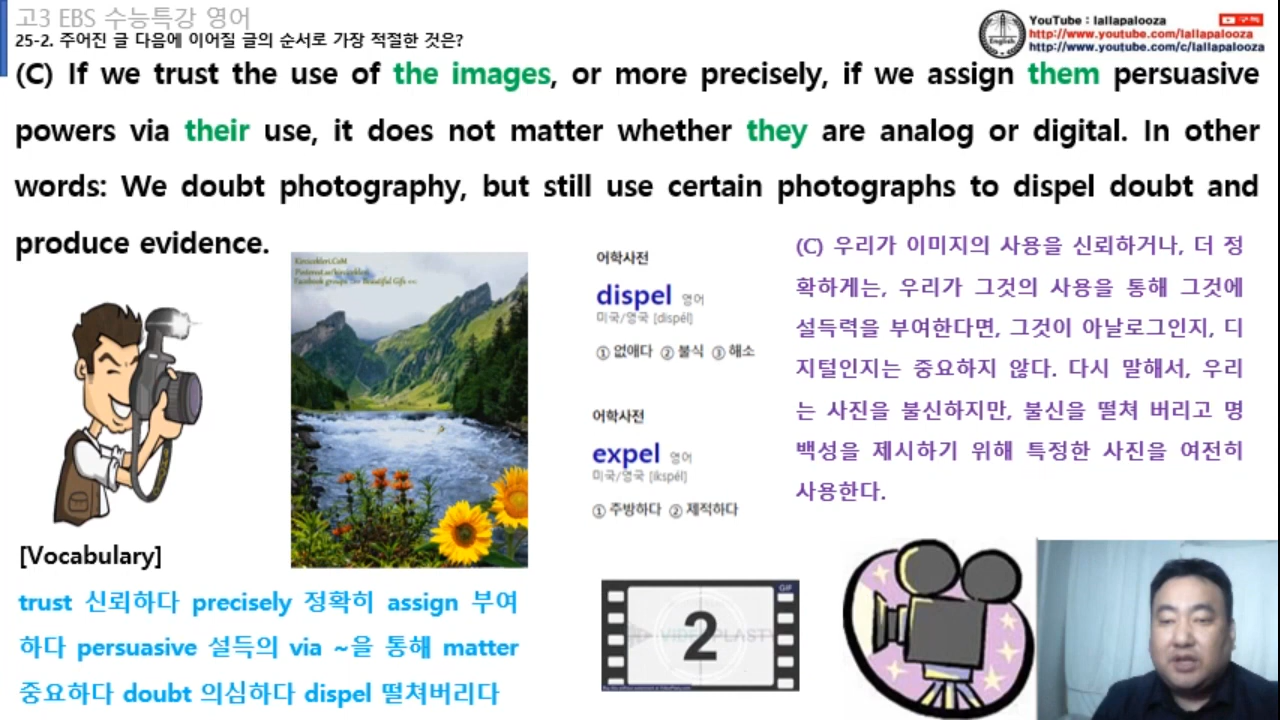 고3 EBS 수능특강 영어
25-2. 주어진 글 다음에 이어질 글의 순서로 가장 적절한 것은?
YouTube : lallapalooza
구독
http://www.youtube.com/lallapalooza
http://www.youtube.com/c/lallapalooza
English
(C) If we trust the use of the images, or more precisely, if we assign them persuasive
powers via their use, it does not matter whether they are analog or digital. In other
words: We doubt photography, but still use certain photographs to dispel doubt and
produce evidence.
어학사전
dispel 영어
미국/영국 [dispél]
① 없애다 ② 불식 ③ 해소
어학사전
expel 영어
미국/영국 [ikspél]
① 추방하다 ② 제적하다
(C) 우리가 이미지의 사용을 신뢰하거나, 더 정
확하게는, 우리가 그것의 사용을 통해 그것에
설득력을 부여한다면, 그것이 아날로그인지, 디
지털인지는 중요하지 않다. 다시 말해서, 우리
는 사진을 불신하지만, 불신을 떨쳐 버리고 명
백성을 제시하기 위해 특정한 사진을 여전히
사용한다.
[Vocabulary]
trust 신뢰하다 precisely 정확히 assign 부여
하다 persuasive 설득의 via ~을 통해 matter
중요하다 doubt 의심하다 dispel 떨쳐버리다
GIF
2